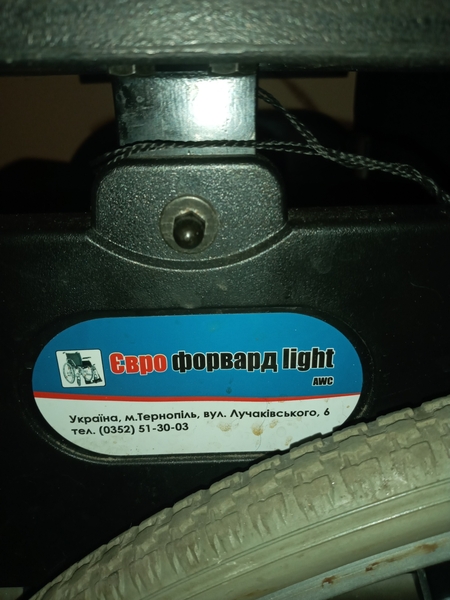 Євро форвард light
AWC
Україна, м.Тернопіль, вул. Лучаківського, 6
тел. (0352) 51-30-03